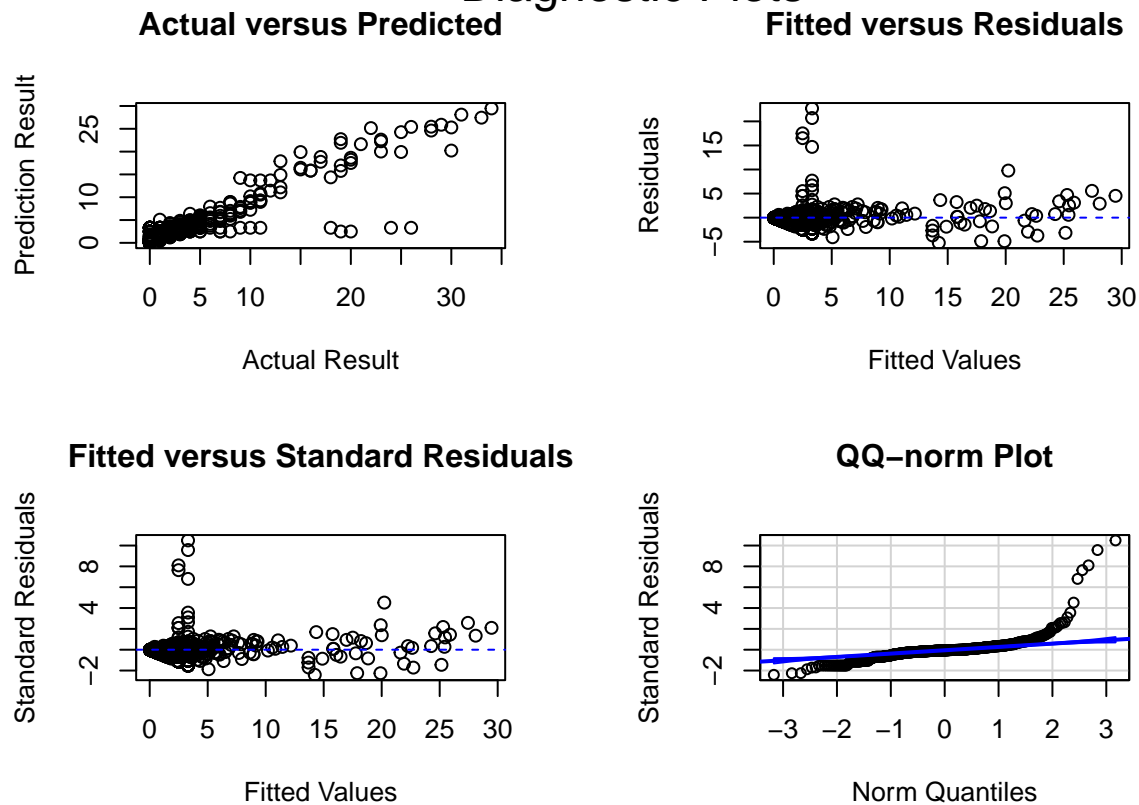 Diagnostic Plots
Actual versus Predicted
Prediction Result
0 10 25
0 5 10 20 30
Actual Result
Fitted versus Residuals
Residuals
−5 5 15
0 5 10 15 20 25 30
Fitted Values
Fitted versus Standard Residuals
Standard Residuals
−2 4 8
0 5 10 15 20 25 30
Fitted Values
QQ−norm Plot
Standard Residuals
−2 4 8
−3 −2 −1 0 1 2 3
Norm Quantiles